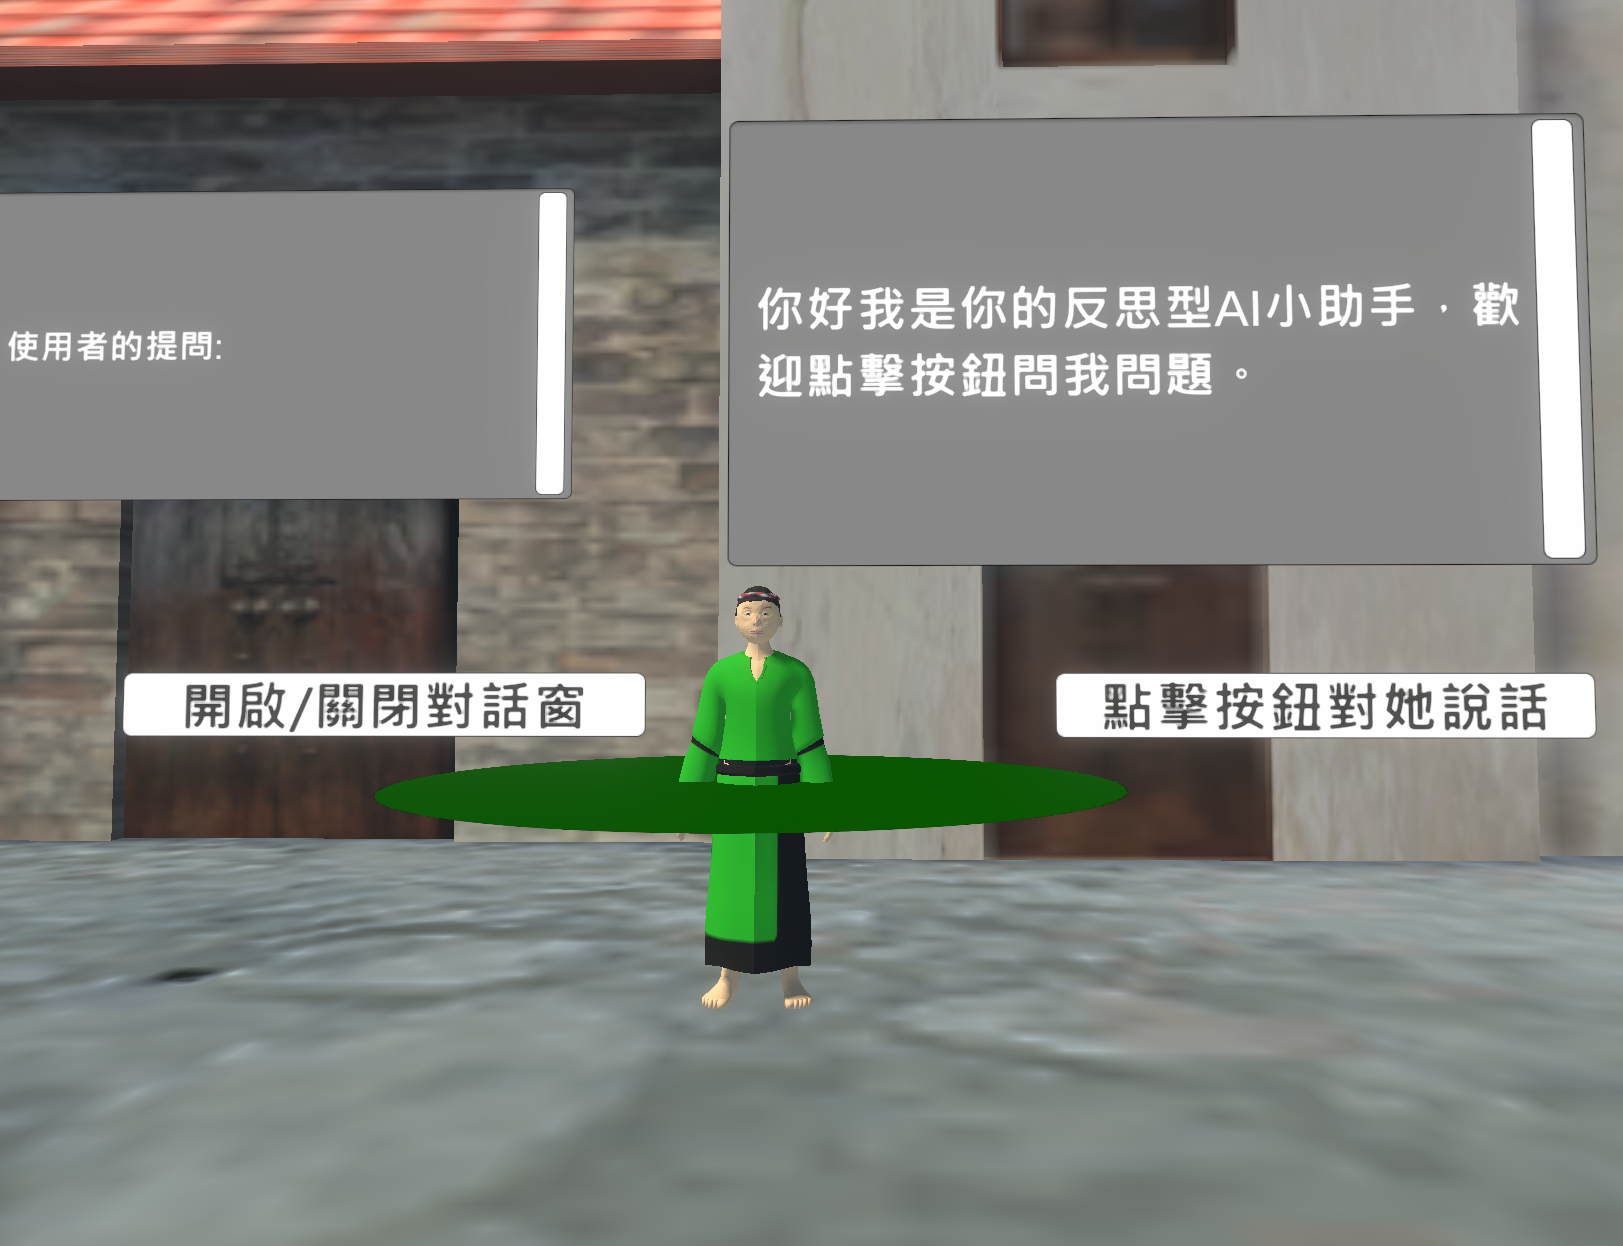 使用者的提問:
你好我是你的反思型AI小助手，歡
迎點擊按鈕問我問題。
開啟/關閉對話窗
點擊按鈕對她說話